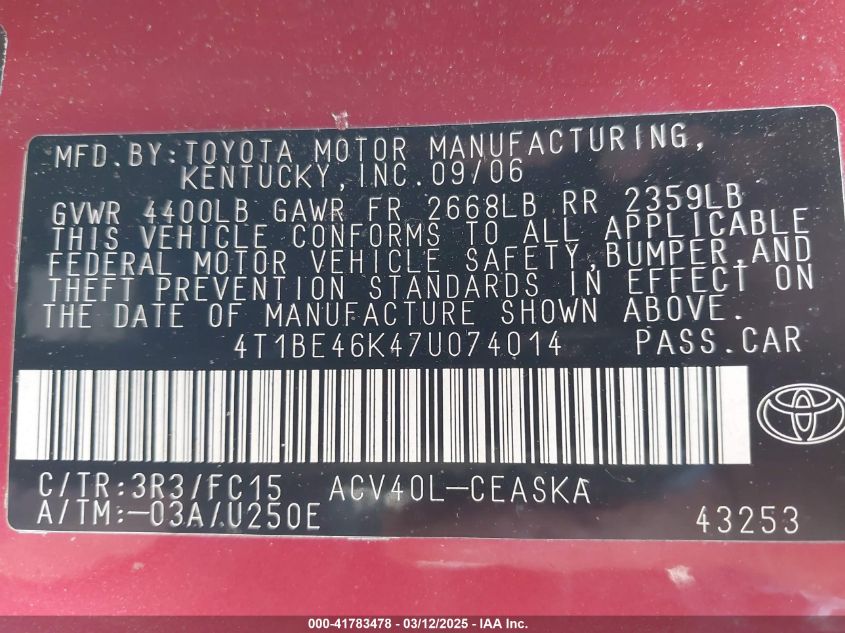 MFD.BY:TOYOTA MOTOR MANUFACTURING,
KENTUCKY,INC.09/06
GVWR 4400LB GAWR FR 2668LB RR 2359LB
THIS VEHICLE CONFORMS TO ALL APPLICABLE
FEDERAL MOTOR VEHICLE SAFETY,BUMPER,AND
THEFT PREVENTION STANDARDS IN EFFECT ON
THE DATE OF MANUFACTURE SHOWN ABOVE.
4T1BE46K47U074014 PASS.CAR
C/TR:3R3/FC15 ACV40L-CEASKA
A/TM:-03A/U250E 43253
000-41783478 - 03/12/2025 - IAA Inc.